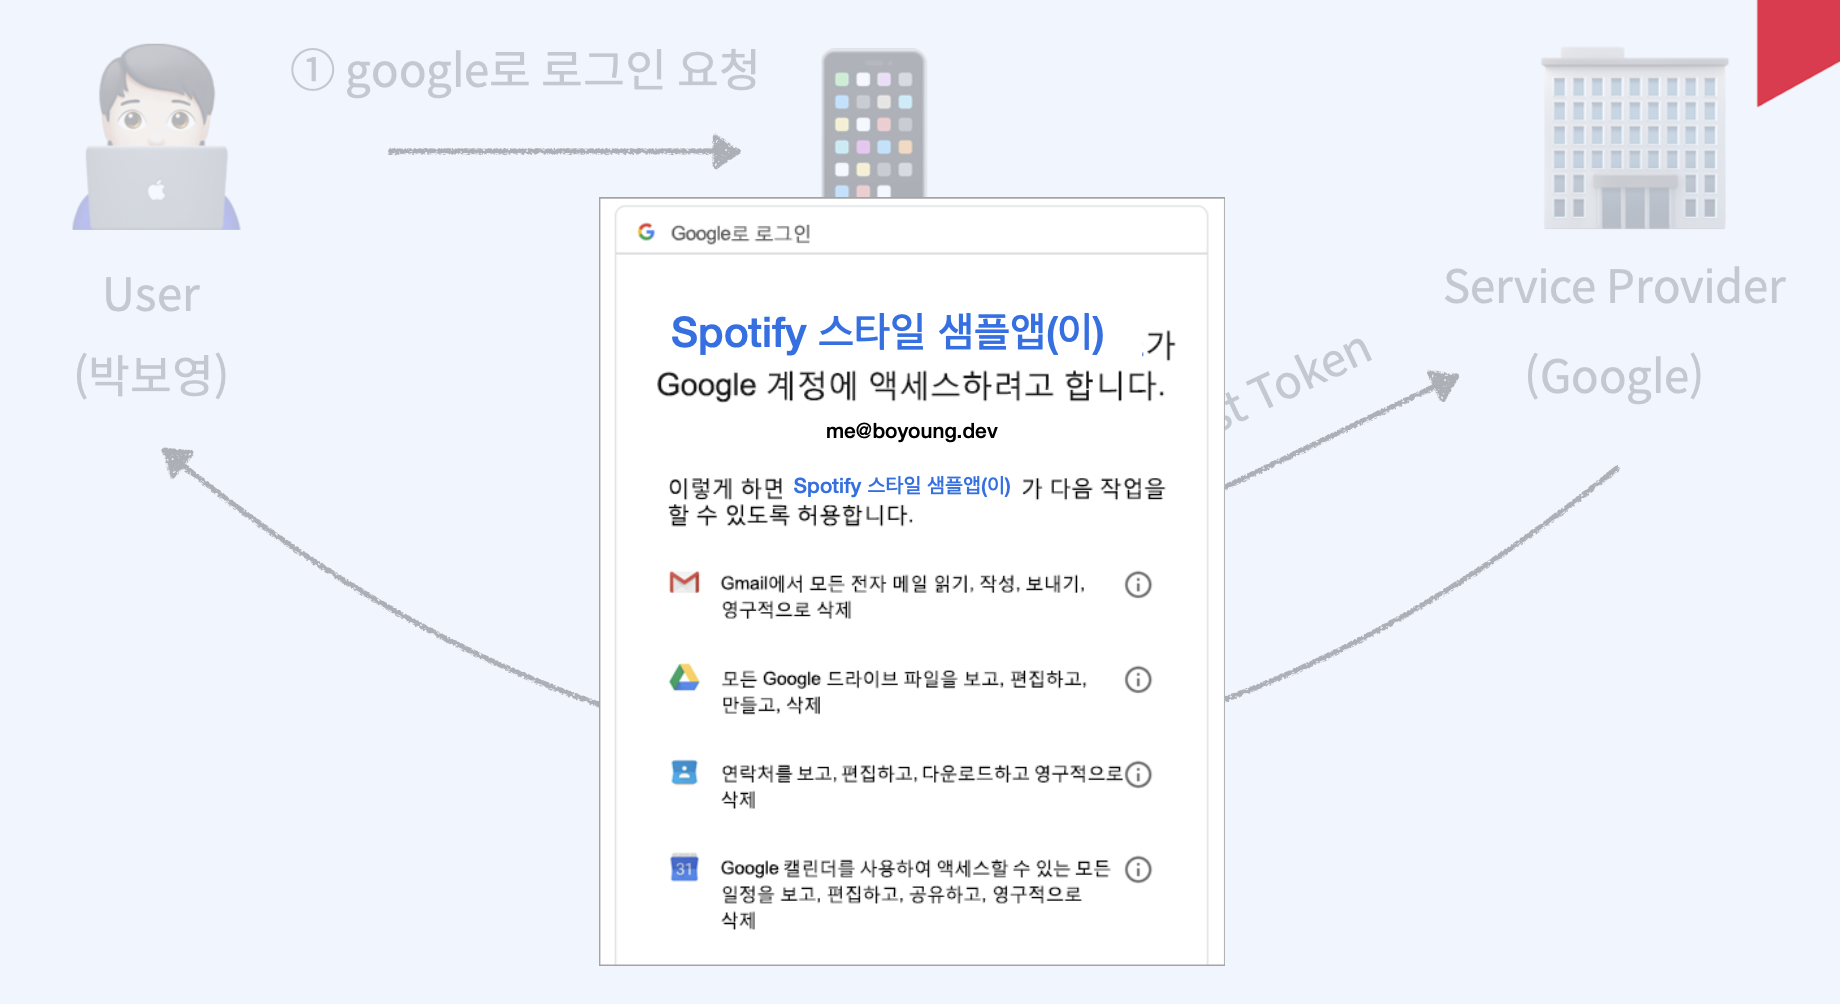 ① google로 로그인 요청
User
(박보영)
Service Provider
(Google)
Token
Google로 로그인
Spotify 스타일 샘플앱(이) 가
Google 계정에 액세스하려고 합니다.
me@boyoung.dev
이렇게 하면 Spotify 스타일 샘플앱(이) 가 다음 작업을
할 수 있도록 허용합니다.
Gmail에서 모든 전자 메일 읽기, 작성, 보내기,
영구적으로 삭제
모든 Google 드라이브 파일을 보고, 편집하고,
만들고, 삭제
연락처를 보고, 편집하고, 다운로드하고 영구적으로
삭제
31
Google 캘린더를 사용하여 액세스할 수 있는 모든
일정을 보고, 편집하고, 공유하고, 영구적으로
삭제